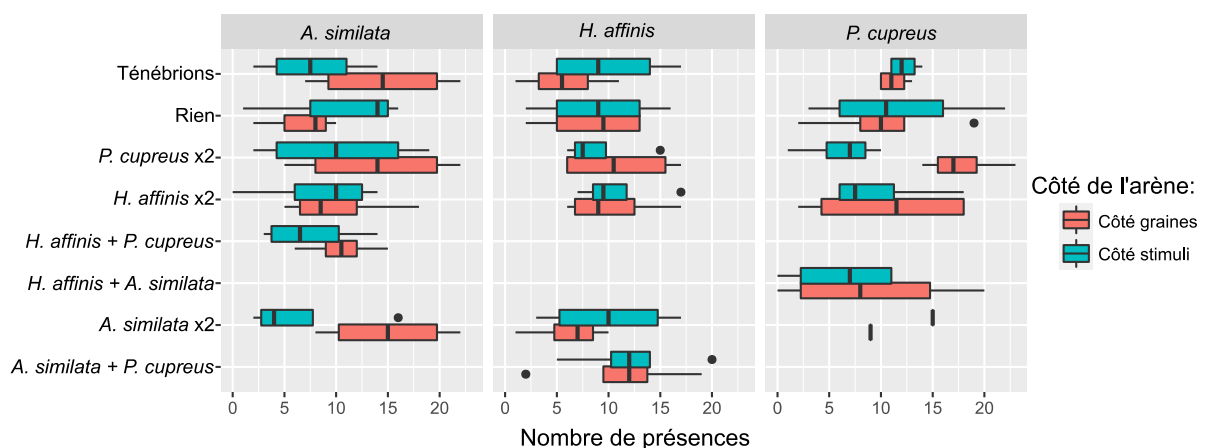 A. similata
H. affinis
P. cupreus
Ténébrions
Rien
P. cupreus x2
H. affinis x2
H. affinis + P. cupreus
H. affinis + A. similata
A. similata x2
A. similata + P. cupreus
0 5 10 15 20
0 5 10 15 20
0 5 10 15 20
Nombre de présences
Côté de l'arène:
Côté graines
Côté stimuli